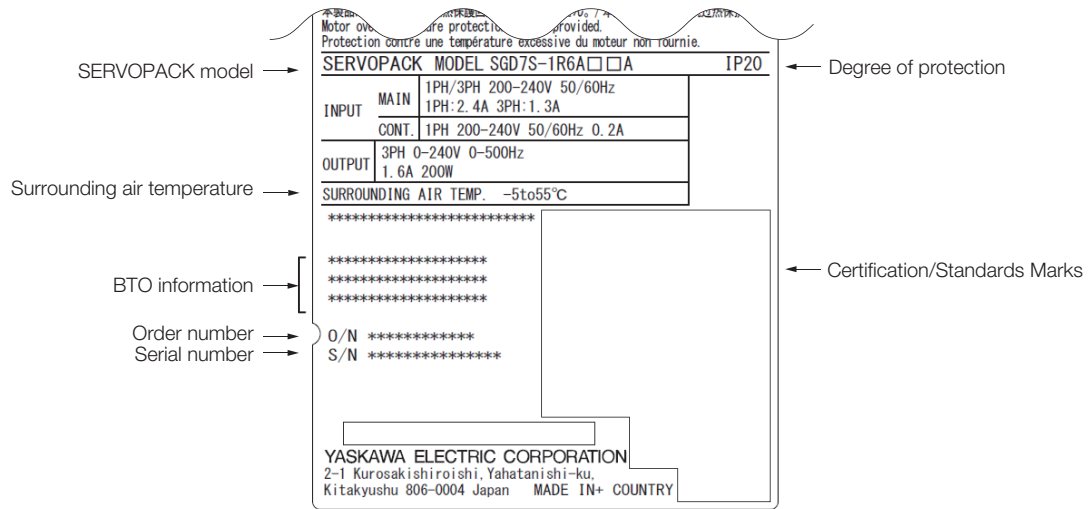 Motor ove re protectio rovided.
Protection contre une température excessive du moteur non fournie.
SERVOPACK MODEL SGD7S-1R6A□□A IP20
SERVOPACK model
Degree of protection
INPUT
MAIN
1PH/3PH 200-240V 50/60Hz
1PH:2.4A 3PH:1.3A
CONT. 1PH 200-240V 50/60Hz 0.2A
OUTPUT
3PH 0-240V 0-500Hz
1.6A 200W
Surrounding air temperature
SURROUNDING AIR TEMP. -5to55℃
*************************
*******************
*******************
*******************
BTO information
Certification/Standards Marks
Order number
O/N ************
Serial number
S/N ***************
YASKAWA ELECTRIC CORPORATION
2-1 Kurosakishiroishi,Yahatanishi-ku,
Kitakyushu 806-0004 Japan MADE IN+ COUNTRY